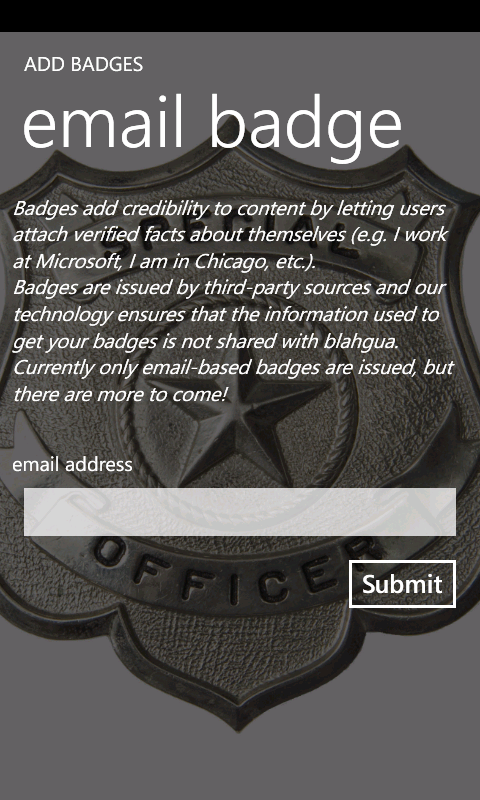 ADD BADGES
email badge
Badges add credibility to content by letting users
attach verified facts about themselves (e.g. I work
at Microsoft, I am in Chicago, etc.).
Badges are issued by third-party sources and our
technology ensures that the information used to
get your badges is not shared with blahgua.
Currently only email-based badges are issued, but
there are more to come!
email address
OFFICER
Submit